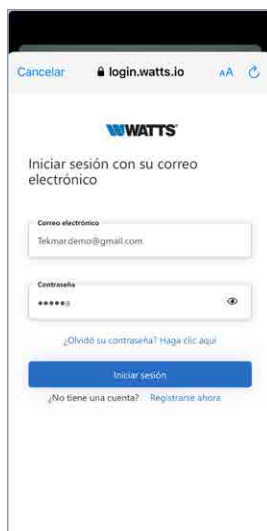 Cancelar
login.watts.io
AA
WATTS
Iniciar sesión con su correo
electrónico
Correo electrónico
Tekmar.demo@gmail.com
Contraseña
●●●●●a
¿Olvidó su contraseña? Haga clic aquí
Iniciar sesión
¿No tiene una cuenta? Registrarse ahora